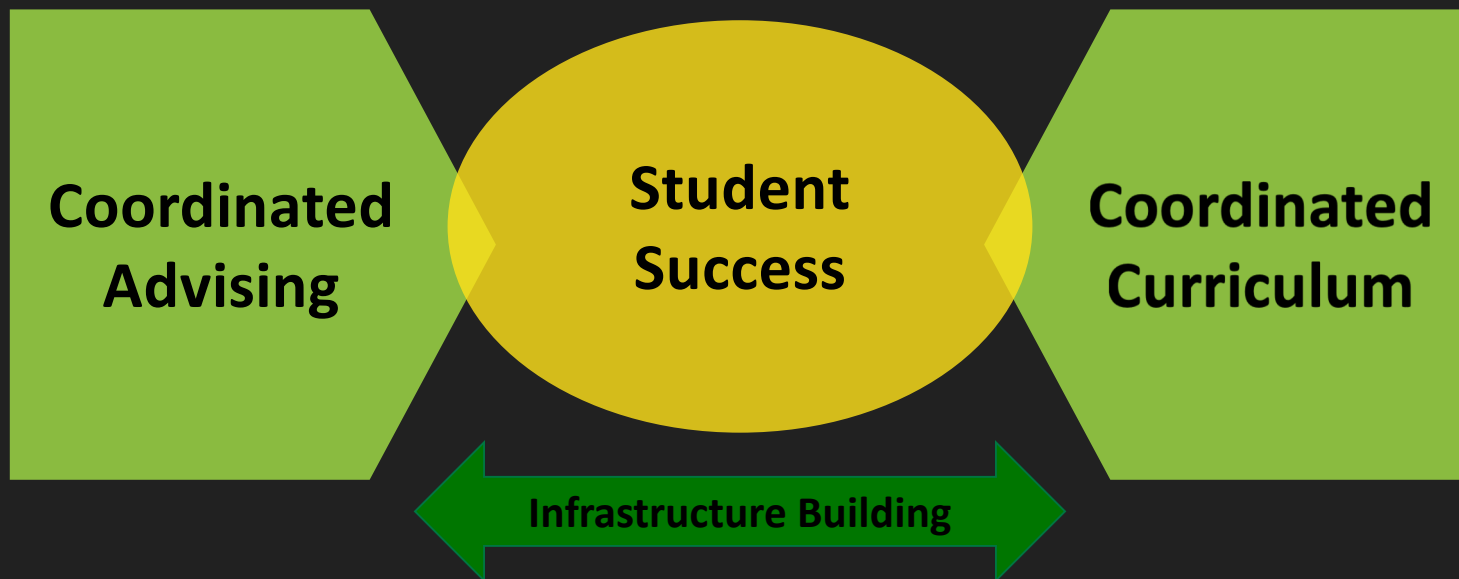 Coordinated
Advising
Student
Success
Coordinated
Curriculum
Infrastructure Building